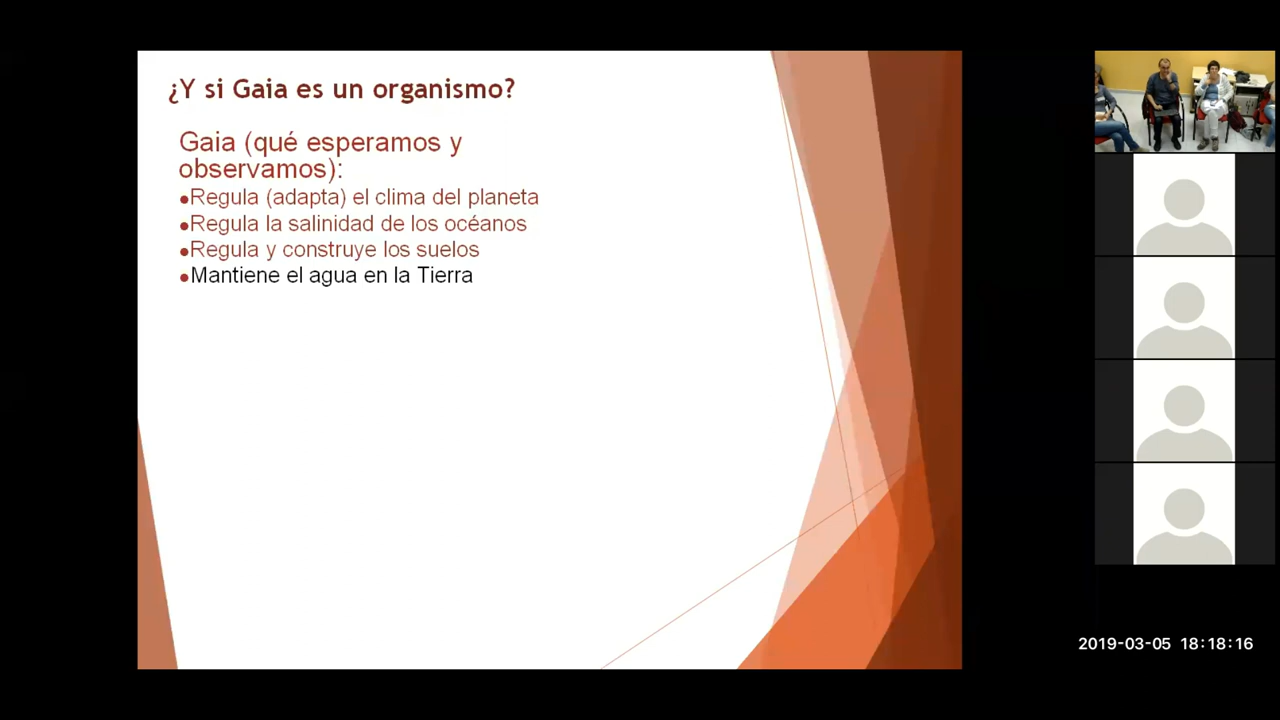 ¿Y si Gaia es un organismo?
Gaia (qué esperamos y
observamos):
●Regula (adapta) el clima del planeta
●Regula la salinidad de los océanos
●Regula y construye los suelos
●Mantiene el agua en la Tierra
2019-03-05 18:18:16